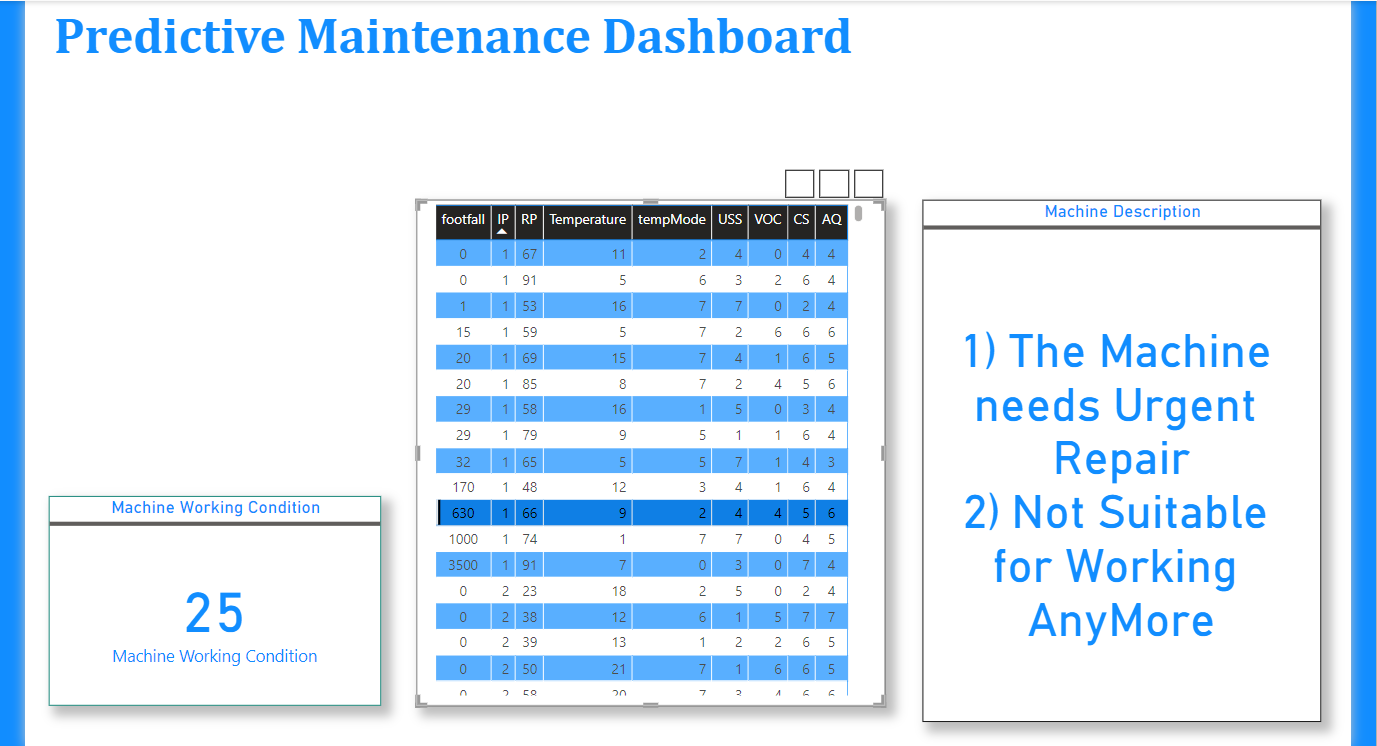 Predictive Maintenance Dashboard
footfall IP RP Temperature tempMode USS VOC CS AQ
0 1 67 11 2 4 0 4 4
0 1 91 5 6 3 2 6 4
1 1 53 16 7 7 0 2 4
15 1 59 5 7 2 6 6 6
20 1 69 15 7 4 1 6 5
20 1 85 8 7 2 4 5 6
29 1 58 16 1 5 0 3 4
29 1 79 9 5 1 1 6 4
32 1 65 5 5 7 1 4 3
170 1 48 12 3 4 1 6 4
630 1 66 9 2 4 4 5 6
1000 1 74 1 7 7 0 4 5
3500 1 91 7 0 3 0 7 4
0 2 23 18 2 5 0 2 4
0 2 38 12 6 1 5 7 7
0 2 39 13 1 2 2 6 5
0 2 50 21 7 1 6 6 5
Machine Working Condition
25
Machine Working Condition
Machine Description
1) The Machine
needs Urgent
Repair
2) Not Suitable
for Working
AnyMore